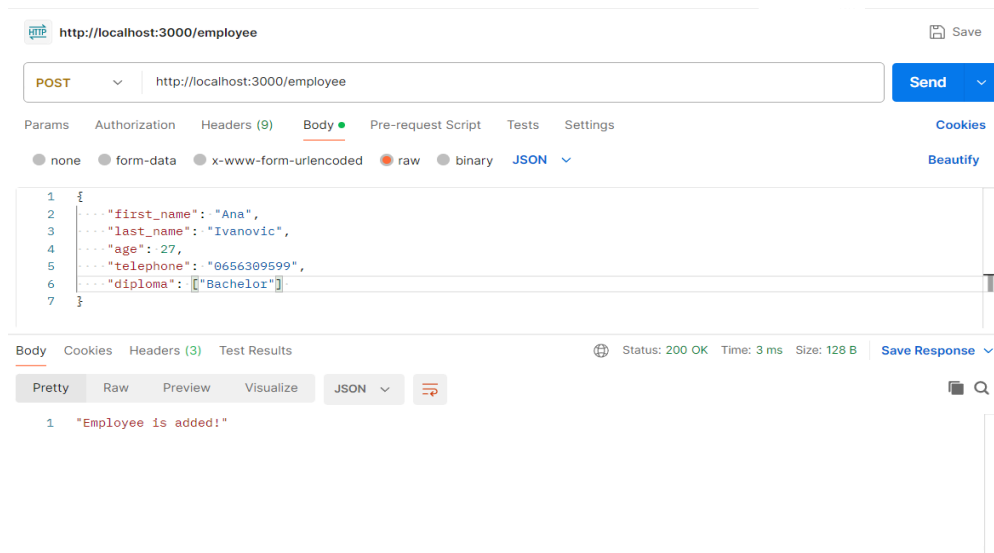 HTTP http://localhost:3000/employee Save
POST http://localhost:3000/employee Send
Params Authorization Headers (9) Body Pre-request Script Tests Settings Cookies
none form-data x-www-form-urlencoded raw binary JSON Beautify
1 {
2 ····"first_name":·"Ana",
3 ····"last_name":·"Ivanovic",
4 ····"age":·27,
5 ····"telephone":·"0656309599",
6 ····"diploma":·["Bachelor"]·
7 }
Body Cookies Headers (3) Test Results Status: 200 OK Time: 3 ms Size: 128 B Save Response
Pretty Raw Preview Visualize JSON
1 "Employee is added!"